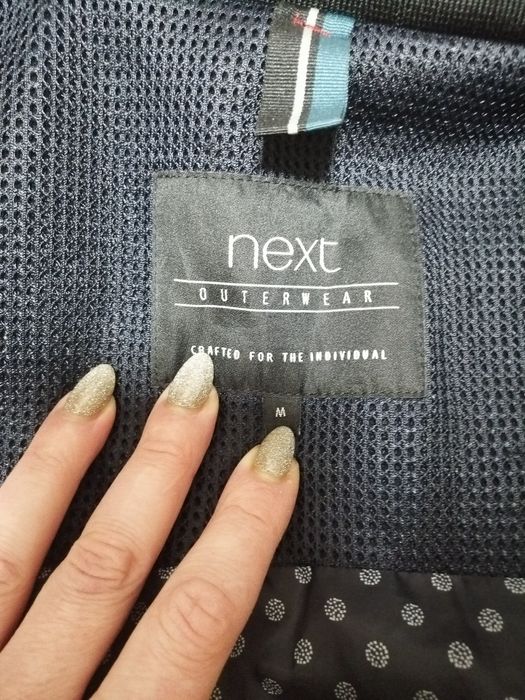 next
OUTERWEAR
CRAFTED FOR THE INDIVIDUAL
M